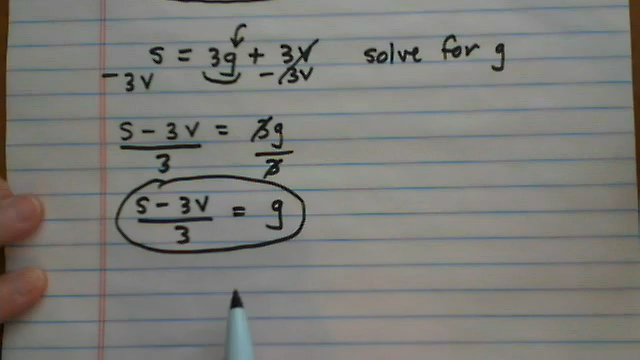 s = 3g + 3v solve for g
-3v -3v
s - 3v = 3g
3 3
s - 3v = g
3